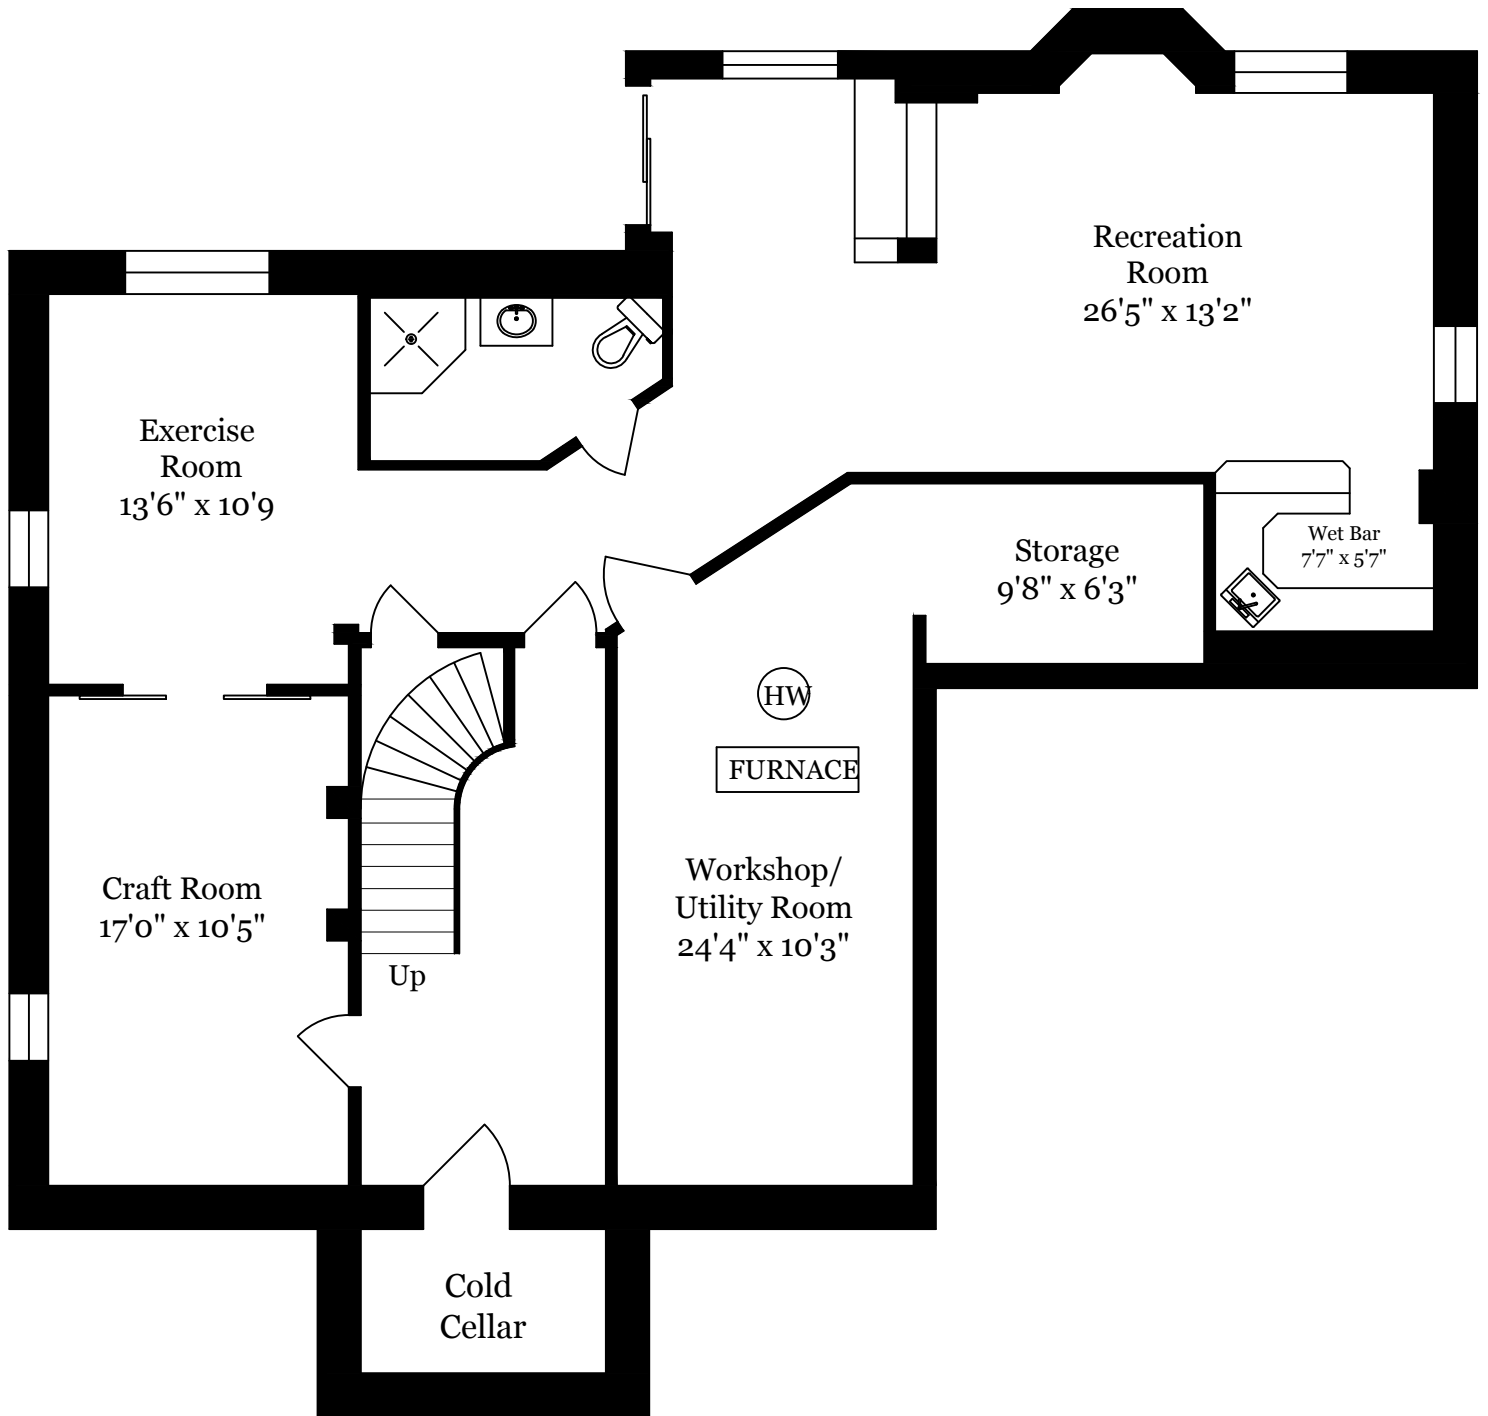 Recreation
Room
26'5" x 13'2"
Exercise
Room
13'6" x 10'9
Wet Bar
7'7" x 5'7"
Storage
9'8" x 6'3"
HW
FURNACE
Craft Room
17'0" x 10'5"
Workshop/
Utility Room
24'4" x 10'3"
Up
Cold
Cellar